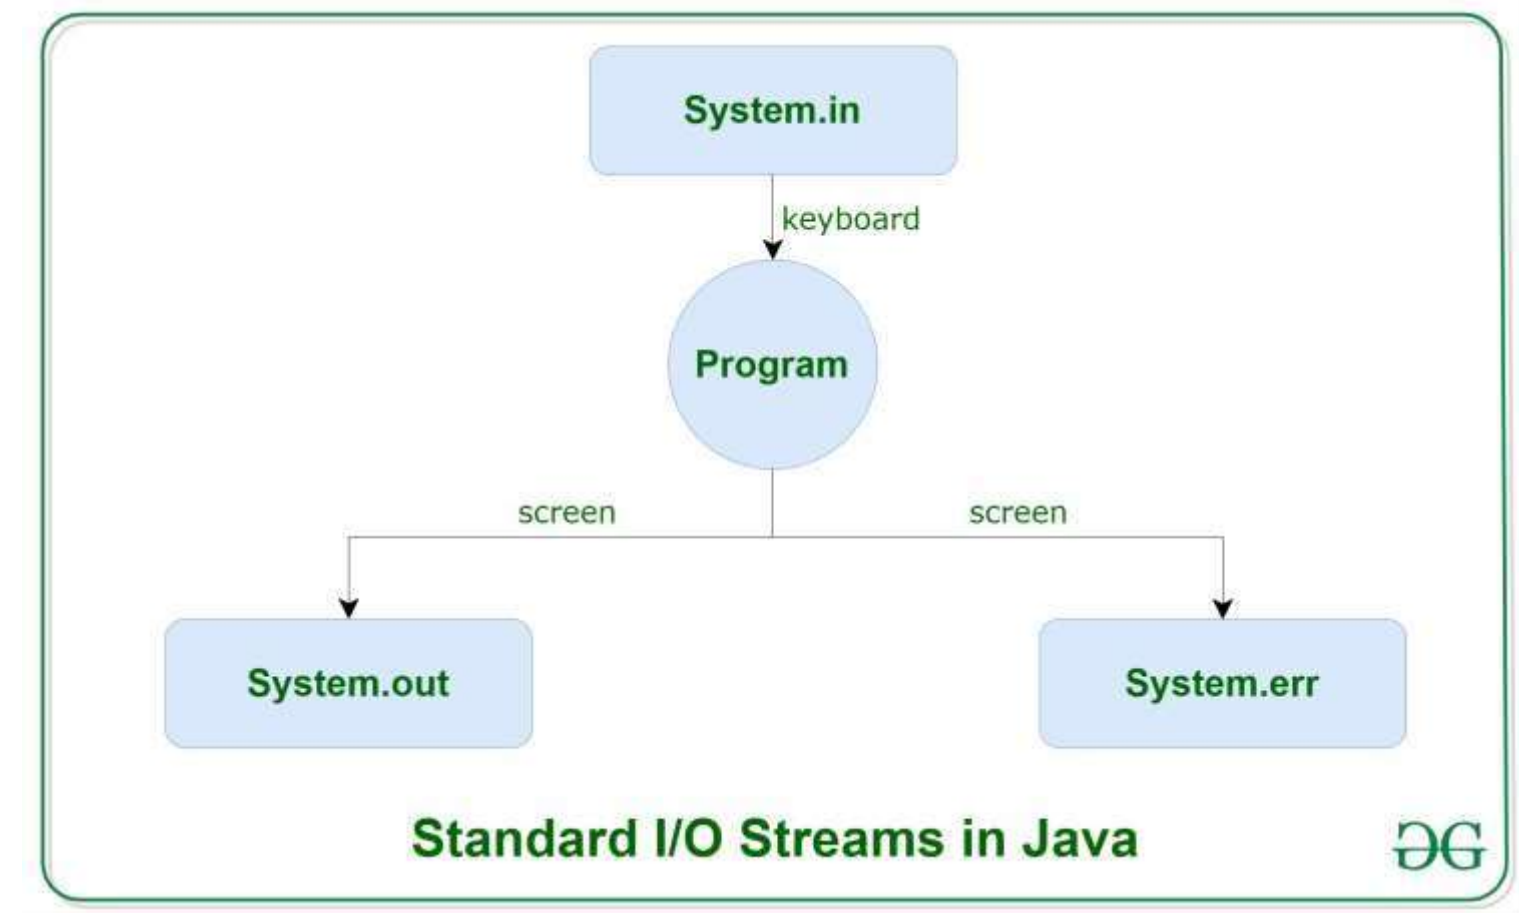 System.in
keyboard
Program
screen
screen
System.out
System.err
Standard I/O Streams in Java